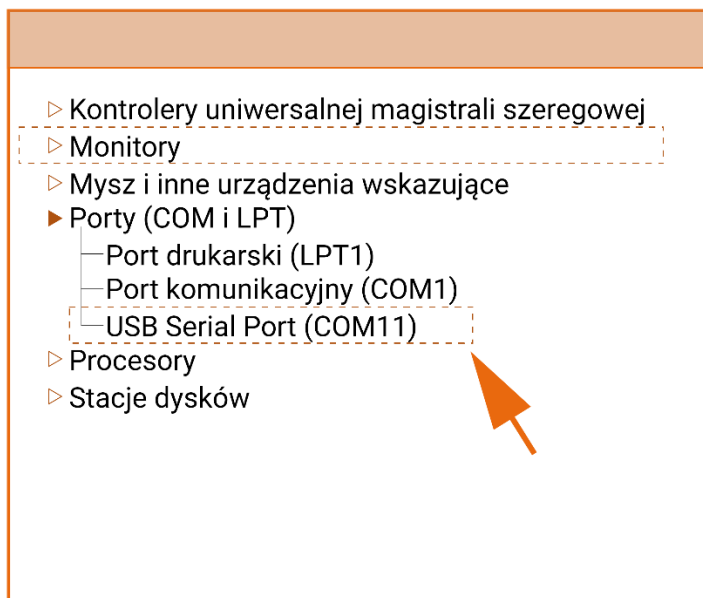 Kontrolery uniwersalnej magistrali szeregowej
Monitory
Mysz i inne urządzenia wskazujące
Porty (COM i LPT)
Port drukarski (LPT1)
Port komunikacyjny (COM1)
USB Serial Port (COM11)
Procesory
Stacje dysków